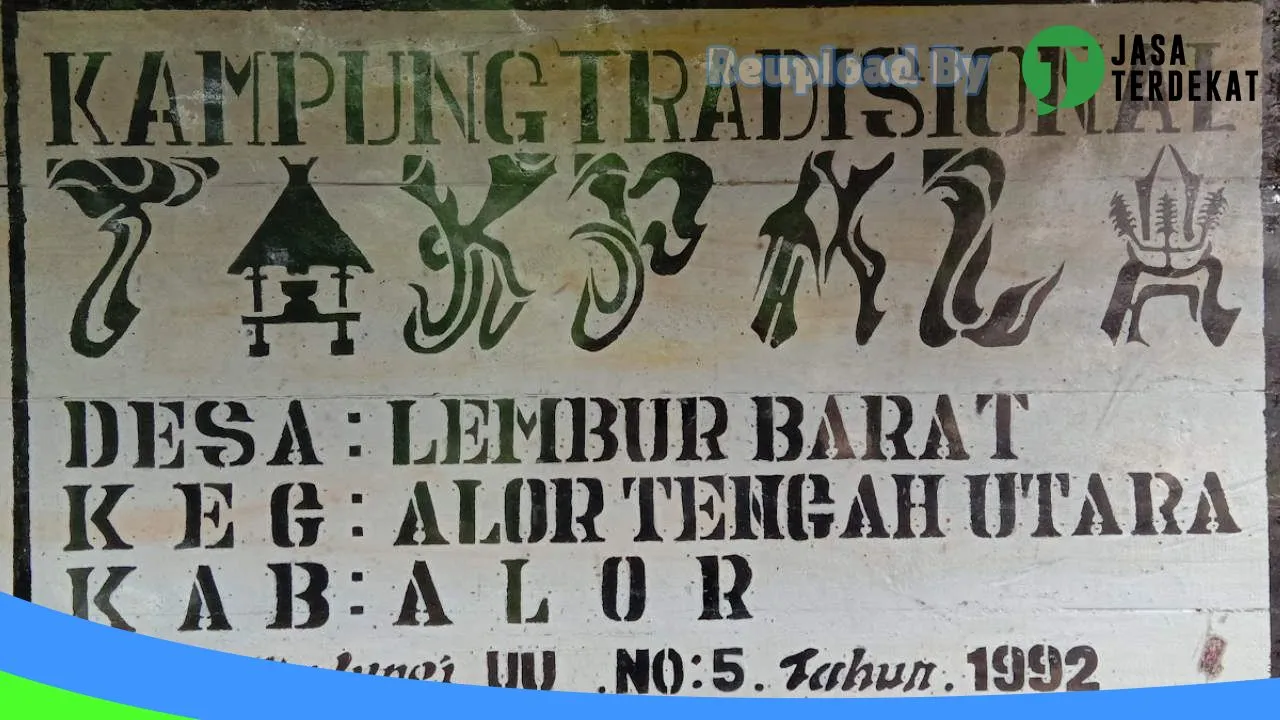 Reupload By JASA
TERDEKAT
KAMPUNG TRADISIONAL
TAKPALA
DESA : LEMBUR BARAT
KEG : ALOR TENGAH UTARA
KAB : ALOR
UU . NO:5 . Tahun . 1992